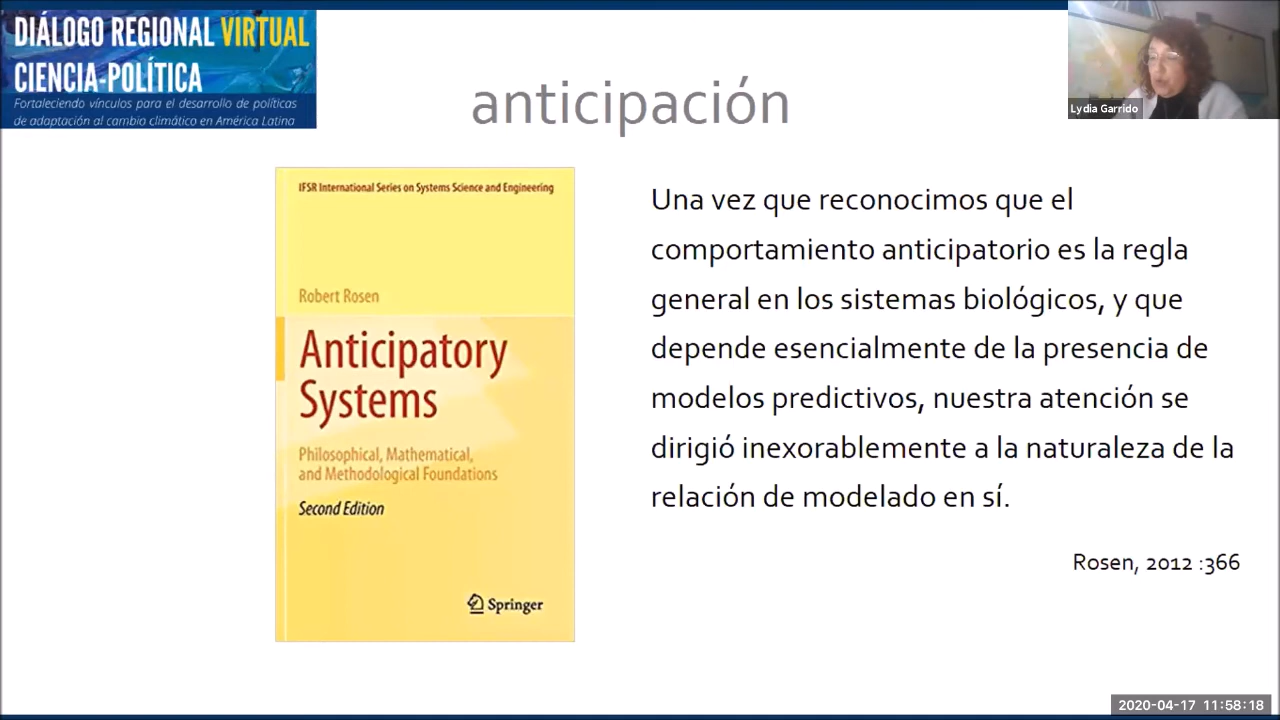 DIÁLOGO REGIONAL VIRTUAL
CIENCIA-POLÍTICA
Fortaleciendo vínculos para el desarrollo de políticas
de adaptación al cambio climático en América Latina
Lydia Garrido
anticipación
IFSR International Series on Systems Science and Engineering
Robert Rosen
Anticipatory
Systems
Philosophical, Mathematical,
and Methodological Foundations
Second Edition
Springer
Una vez que reconocimos que el
comportamiento anticipatorio es la regla
general en los sistemas biológicos, y que
depende esencialmente de la presencia de
modelos predictivos, nuestra atención se
dirigió inexorablemente a la naturaleza de la
relación de modelado en sí.
Rosen, 2012 :366
2020-04-17 11:58:18